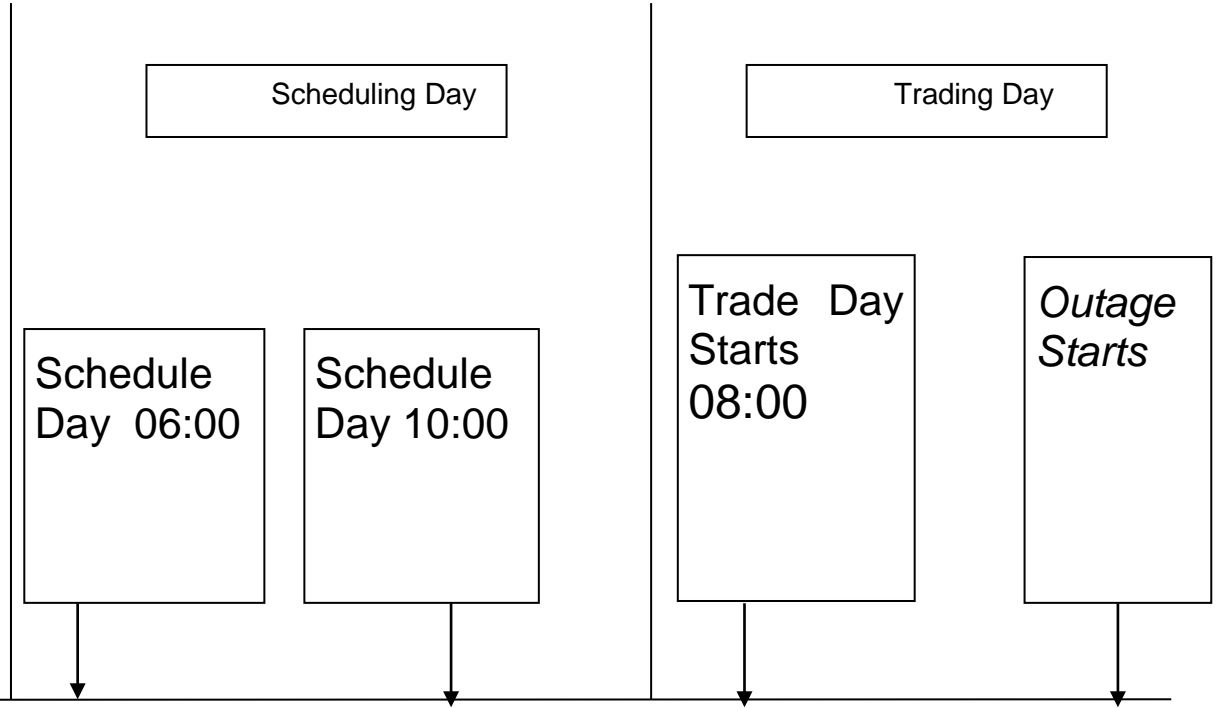 Scheduling Day
Trading Day
Schedule
Day 06:00
Schedule
Day 10:00
Trade Day
Starts
08:00
Outage
Starts